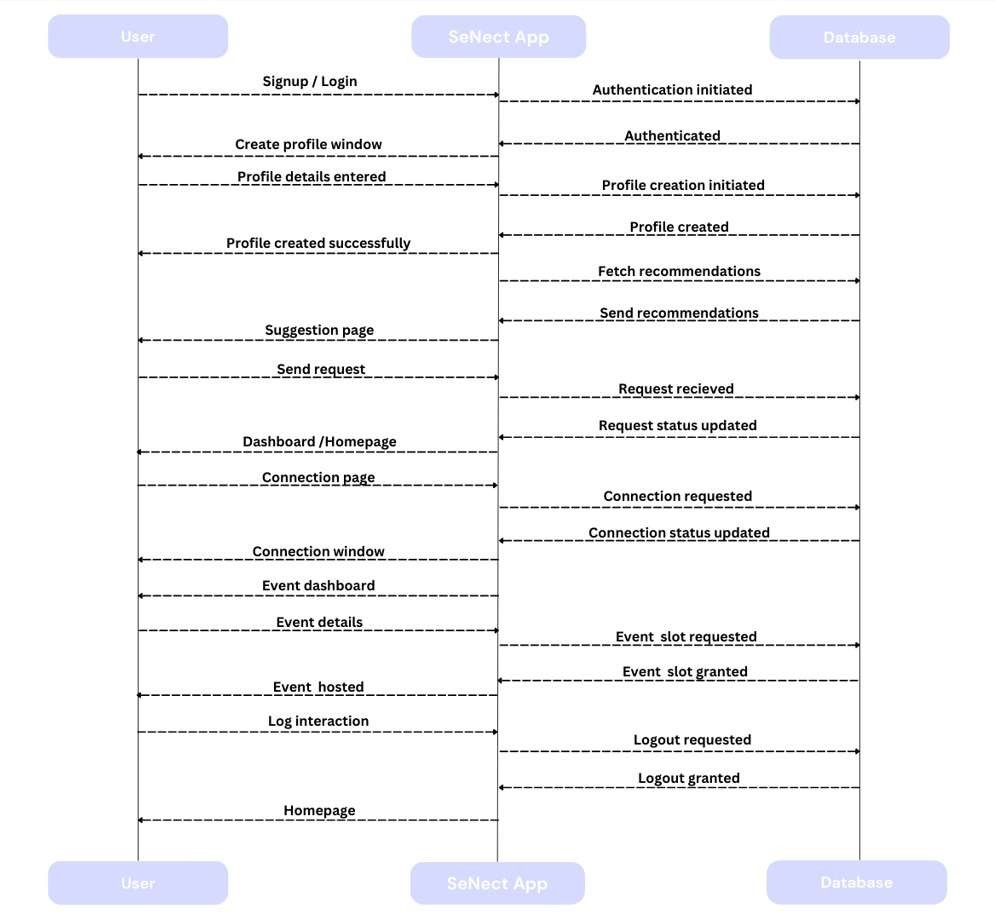 User
SeNect App
Database
Signup / Login
Authentication initiated
Authenticated
Create profile window
Profile details entered
Profile creation initiated
Profile created
Profile created successfully
Fetch recommendations
Send recommendations
Suggestion page
Send request
Request recieved
Request status updated
Dashboard /Homepage
Connection page
Connection requested
Connection status updated
Connection window
Event dashboard
Event details
Event  slot requested
Event  slot granted
Event  hosted
Log interaction
Logout requested
Logout granted
Homepage
User
SeNect App
Database